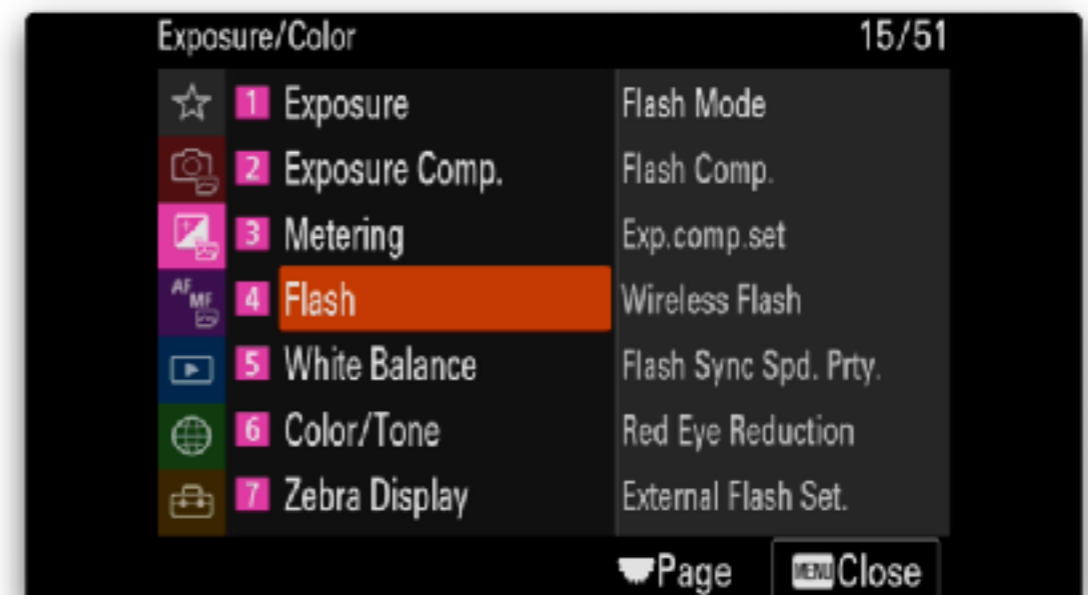 Exposure/Color 15/51
1 Exposure
2 Exposure Comp.
3 Metering
AF MF 4 Flash
5 White Balance
6 Color/Tone
7 Zebra Display
Flash Mode
Flash Comp.
Exp.comp.set
Wireless Flash
Flash Sync Spd. Prty.
Red Eye Reduction
External Flash Set.
Page MENU Close